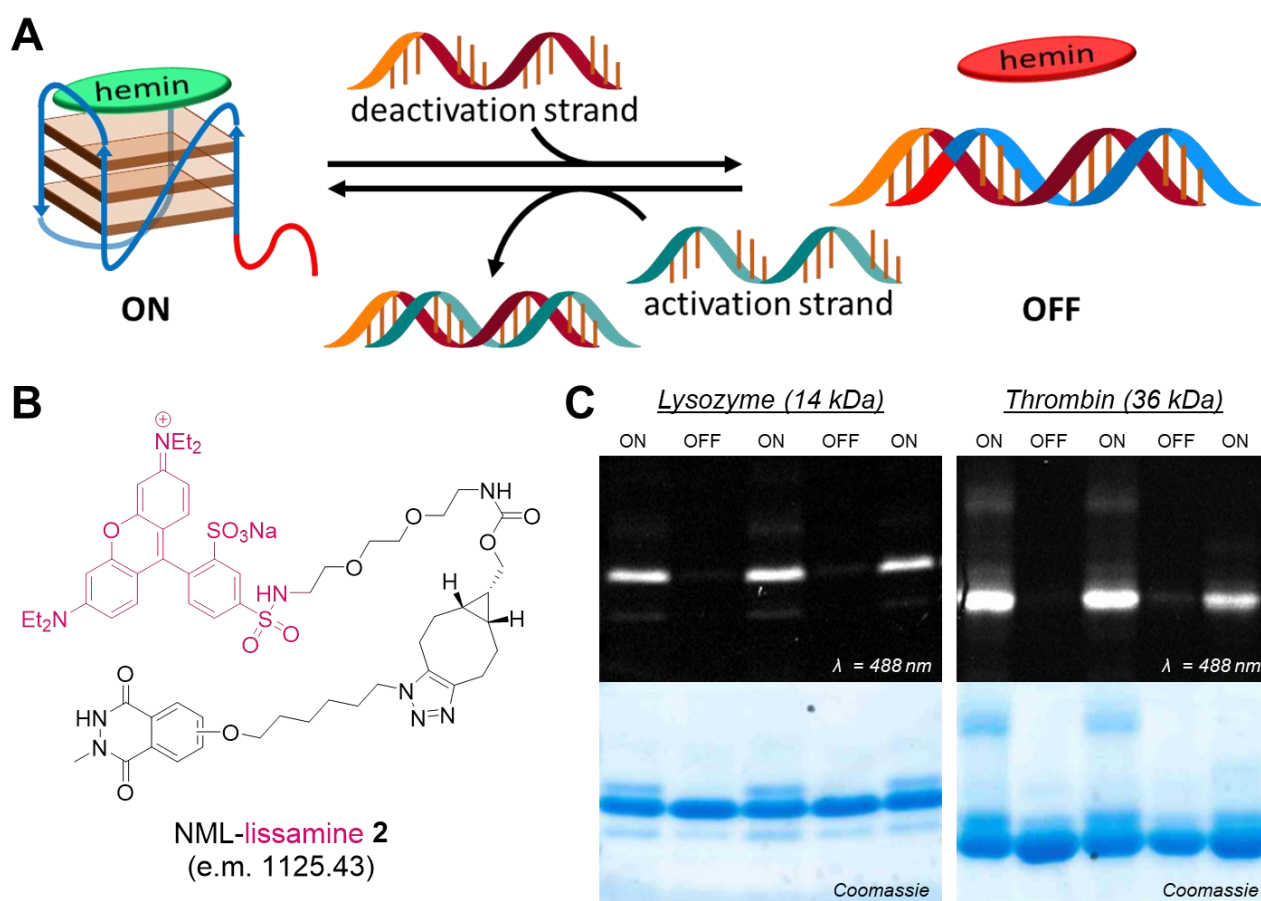 A
hemin
deactivation strand
hemin
activation strand
ON
OFF
B
⊕
NEt2
O
SO3Na
Et2N
S
O
O
HN
O
O
NH
O
O
H
H
O
HN
N
O
O
N
N
N
NML-lissamine 2
(e.m. 1125.43)
C
Lysozyme (14 kDa)
Thrombin (36 kDa)
ON OFF ON OFF ON
ON OFF ON OFF ON
λ = 488 nm
λ = 488 nm
Coomassie
Coomassie